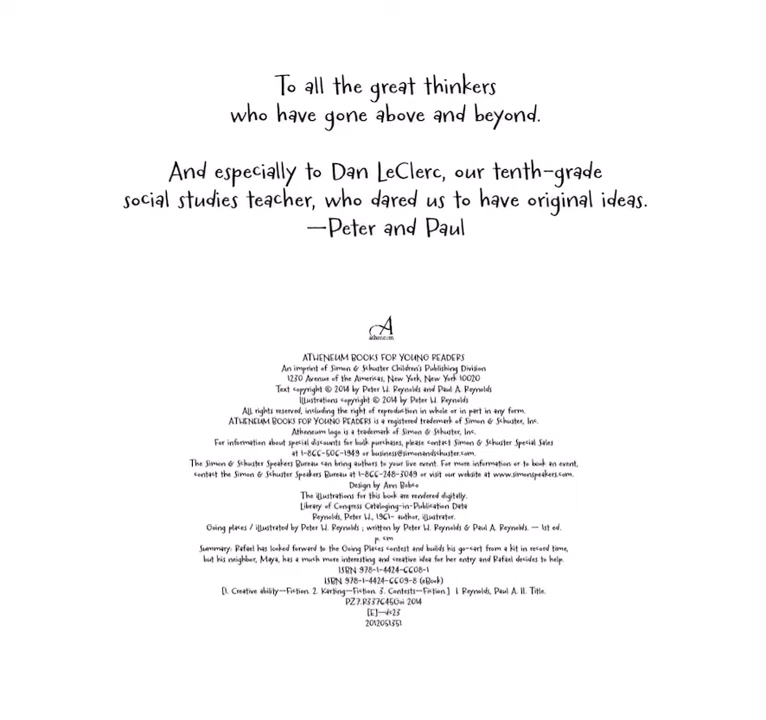 To all the great thinkers
who have gone above and beyond.
And especially to Dan LeClerc, our tenth-grade
social studies teacher, who dared us to have original ideas.
—Peter and Paul
A
atheneum
ATHENEUM BOOKS FOR YOUNG READERS
An imprint of Simon & Schuster Children's Publishing Division
1230 Avenue of the Americas, New York, New York 10020
Text copyright © 2014 by Peter H. Reynolds and Paul A. Reynolds
Illustrations copyright © 2014 by Peter H. Reynolds
All rights reserved, including the right of reproduction in whole or in part in any form.
ATHENEUM BOOKS FOR YOUNG READERS is a registered trademark of Simon & Schuster, Inc.
Atheneum logo is a trademark of Simon & Schuster, Inc.
For information about special discounts for bulk purchases, please contact Simon & Schuster Special Sales
at 1-866-506-1949 or business@simonandschuster.com.
The Simon & Schuster Speakers Bureau can bring authors to your live event. For more information or to book an event,
contact the Simon & Schuster Speakers Bureau at 1-866-248-3049 or visit our website at www.simonspeakers.com.
Design by Ann Bobco
The illustrations for this book are rendered digitally.
Library of Congress Cataloging-in-Publication Data
Reynolds, Peter H., 1961- author, illustrator.
Going places / illustrated by Peter H. Reynolds ; written by Peter H. Reynolds & Paul A. Reynolds. — 1st ed.
p. cm
Summary: Rafael has looked forward to the Going Places contest and builds his go-cart from a kit in record time,
but his neighbor, Maya, has a much more interesting and creative idea for her entry and Rafael decides to help.
ISBN 978-1-4424-6608-1
ISBN 978-1-4424-6609-8 (eBook)
[1. Creative ability—Fiction. 2. Karting—Fiction. 3. Contests—Fiction.] I. Reynolds, Paul A. II. Title.
PZ7.R337645Goi 2014
[E]—dc23
2012051351